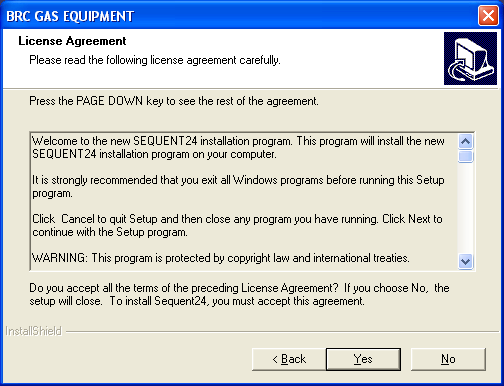 BRC GAS EQUIPMENT
License Agreement
Please read the following license agreement carefully.
Press the PAGE DOWN key to see the rest of the agreement.
Welcome to the new SEQUENT24 installation program. This program will install the new
SEQUENT24 installation program on your computer.
It is strongly recommended that you exit all Windows programs before running this Setup
program.
Click  Cancel to quit Setup and then close any program you have running. Click Next to
continue with the Setup program.
WARNING: This program is protected by copyright law and international treaties.
Do you accept all the terms of the preceding License Agreement?  If you choose No,  the
setup will close.  To install Sequent24, you must accept this agreement.
InstallShield
< Back
Yes
No